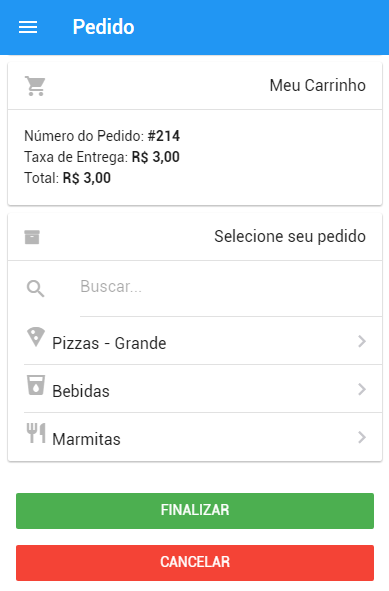 Pedido
Meu Carrinho
Número do Pedido: #214
Taxa de Entrega: R$ 3,00
Total: R$ 3,00
Selecione seu pedido
Buscar...
Pizzas - Grande
Bebidas
Marmitas
FINALIZAR
CANCELAR